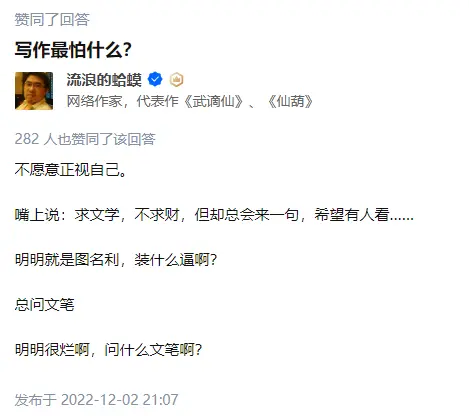 赞同了回答
写作最怕什么？
流浪的蛤蟆
网络作家，代表作《武谪仙》、《仙葫》
282 人也赞同了该回答
不愿意正视自己。
嘴上说：求文学，不求财，但却总会来一句，希望有人看……
明明就是图名利，装什么逼啊？
总问文笔
明明很烂啊，问什么文笔啊？
发布于 2022-12-02 21:07